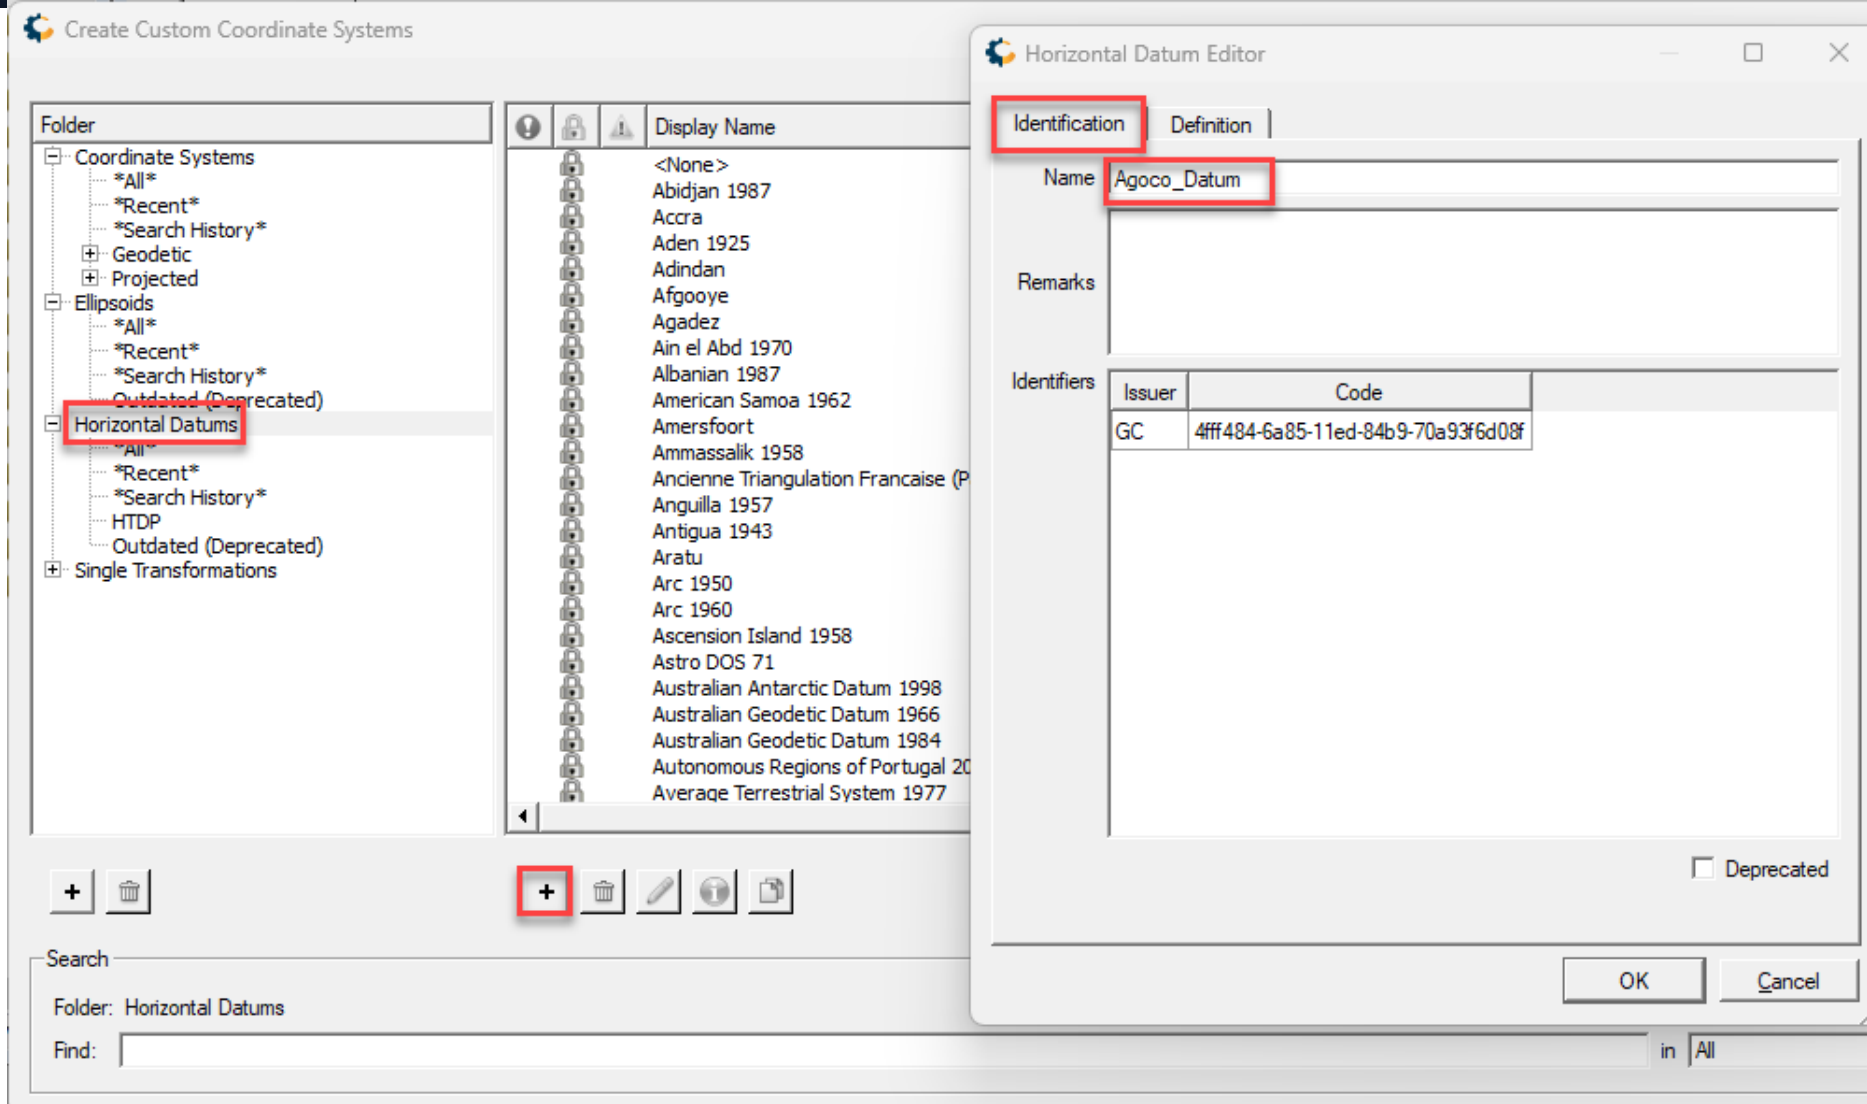 Create Custom Coordinate Systems
Folder
Coordinate Systems
*All*
*Recent*
*Search History*
Geodetic
Projected
Ellipsoids
*All*
*Recent*
*Search History*
Outdated (Deprecated)
Horizontal Datums
*All*
*Recent*
*Search History*
HTDP
Outdated (Deprecated)
Single Transformations
Display Name
<None>
Abidjan 1987
Accra
Aden 1925
Adindan
Afgooye
Agadez
Ain el Abd 1970
Albanian 1987
American Samoa 1962
Amersfoort
Ammassalik 1958
Ancienne Triangulation Francaise (P
Anguilla 1957
Antigua 1943
Aratu
Arc 1950
Arc 1960
Ascension Island 1958
Astro DOS 71
Australian Antarctic Datum 1998
Australian Geodetic Datum 1966
Australian Geodetic Datum 1984
Autonomous Regions of Portugal 20
Average Terrestrial System 1977
Search
Folder: Horizontal Datums
Find:
in All
Horizontal Datum Editor
Identification Definition
Name Agoco_Datum
Remarks
Identifiers
Issuer Code
GC 4fff484-6a85-11ed-84b9-70a93f6d08f
Deprecated
OK Cancel